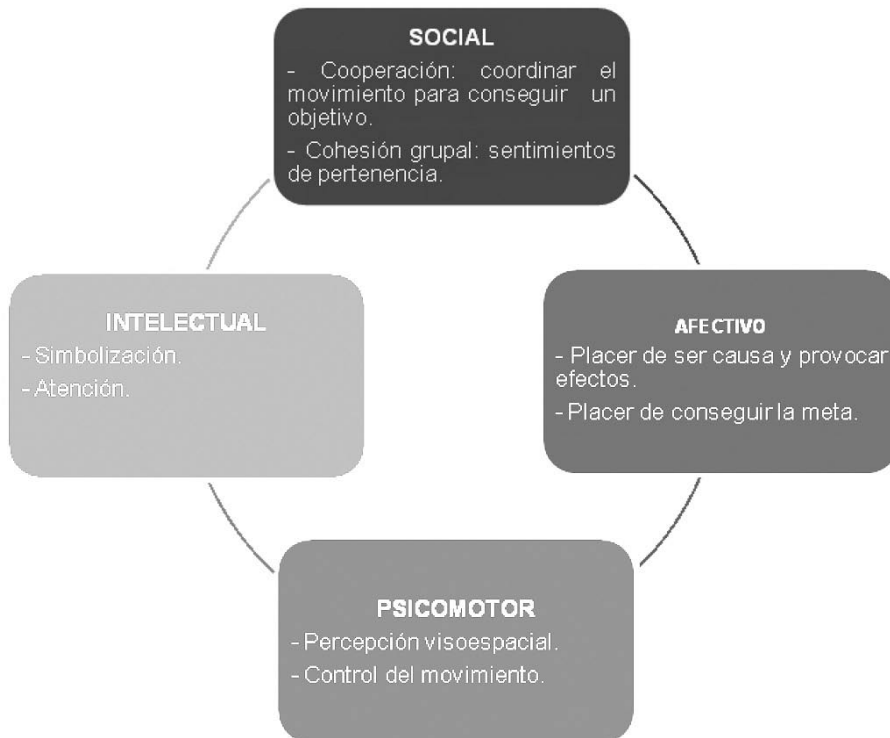 SOCIAL
- Cooperación: coordinar el
movimiento para conseguir un
objetivo.
- Cohesión grupal: sentimientos
de pertenencia.
INTELECTUAL
- Simbolización.
- Atención.
AFECTIVO
- Placer de ser causa y provocar
efectos.
- Placer de conseguir la meta.
PSICOMOTOR
- Percepción visoespacial.
- Control del movimiento.